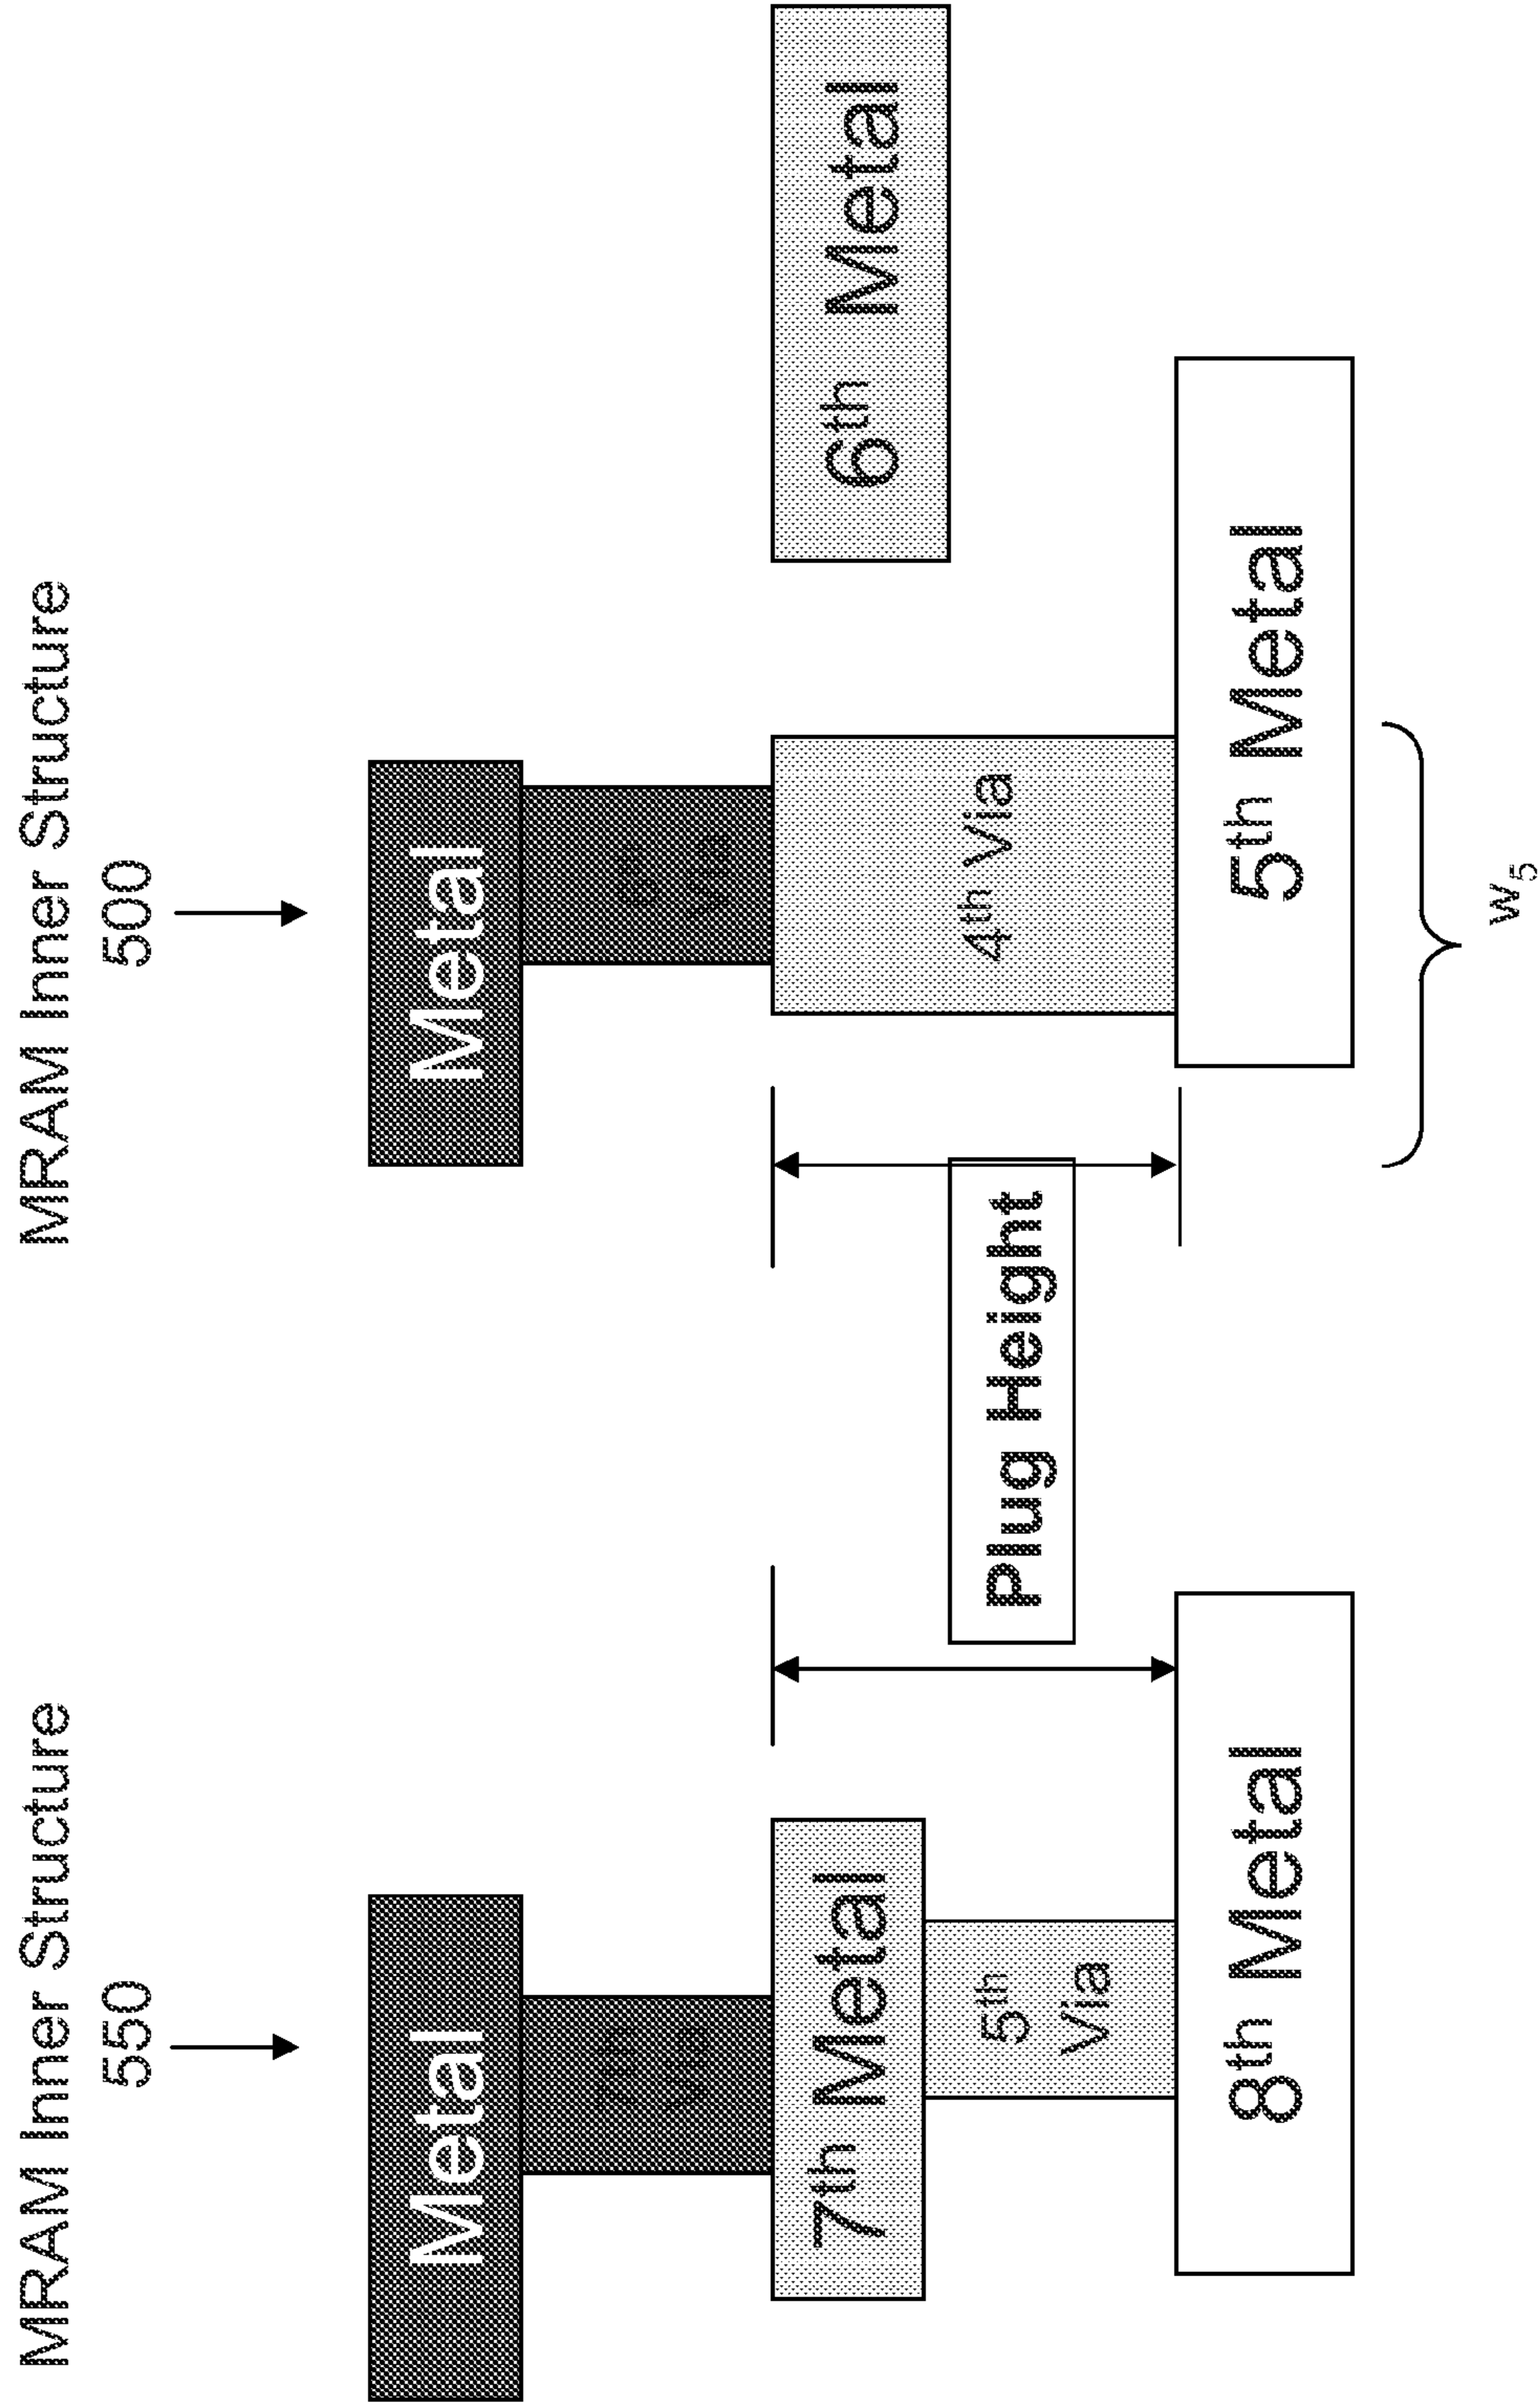 MRAM Inner Structure
550
MRAM Inner Structure
500
Metal
Metal
7th Metal
5th
Via
8th Metal
Plug Height
4th Via
6th Metal
5th Metal
w5